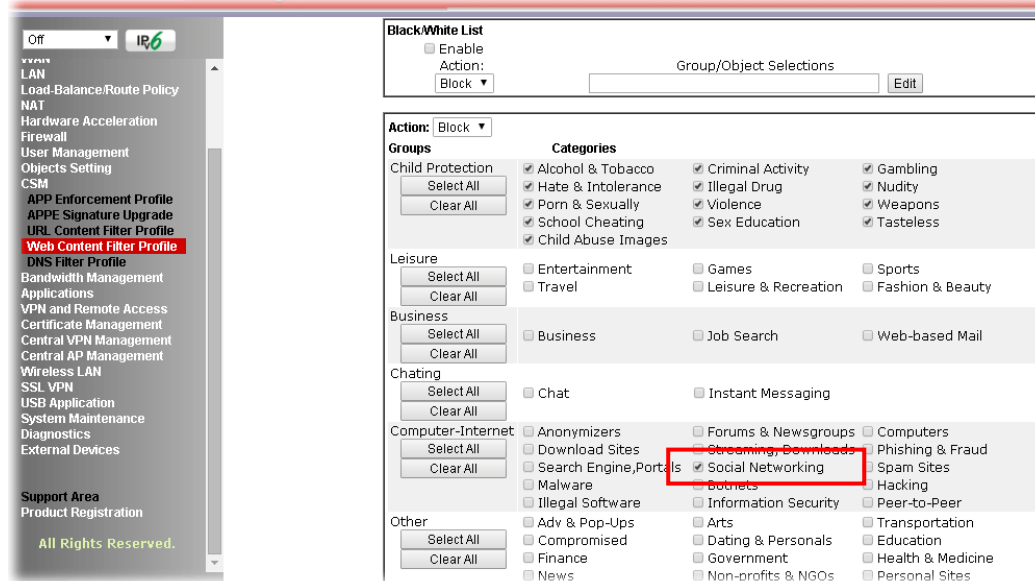 Off
IPv6
WAN
LAN
Load-Balance/Route Policy
NAT
Hardware Acceleration
Firewall
User Management
Objects Setting
CSM
APP Enforcement Profile
APPE Signature Upgrade
URL Content Filter Profile
Web Content Filter Profile
DNS Filter Profile
Bandwidth Management
Applications
VPN and Remote Access
Certificate Management
Central VPN Management
Central AP Management
Wireless LAN
SSL VPN
USB Application
System Maintenance
Diagnostics
External Devices
Support Area
Product Registration
All Rights Reserved.
Black/White List
Enable
Action: Group/Object Selections
Block Edit
Action: Block
Groups Categories
Child Protection Alcohol & Tobacco Criminal Activity Gambling
Select All Hate & Intolerance Illegal Drug Nudity
Clear All Porn & Sexually Violence Weapons
School Cheating Sex Education Tasteless
Child Abuse Images
Leisure
Select All Entertainment Games Sports
Clear All Travel Leisure & Recreation Fashion & Beauty
Business
Select All Business Job Search Web-based Mail
Clear All
Chating
Select All Chat Instant Messaging
Clear All
Computer-Internet Anonymizers Forums & Newsgroups Computers
Select All Download Sites Streaming, Downloads Phishing & Fraud
Clear All Search Engine,Portals Social Networking Spam Sites
Malware Botnets Hacking
Illegal Software Information Security Peer-to-Peer
Other Adv & Pop-Ups Arts Transportation
Select All Compromised Dating & Personals Education
Clear All Finance Government Health & Medicine
News Non-profits & NGOs Personal Sites